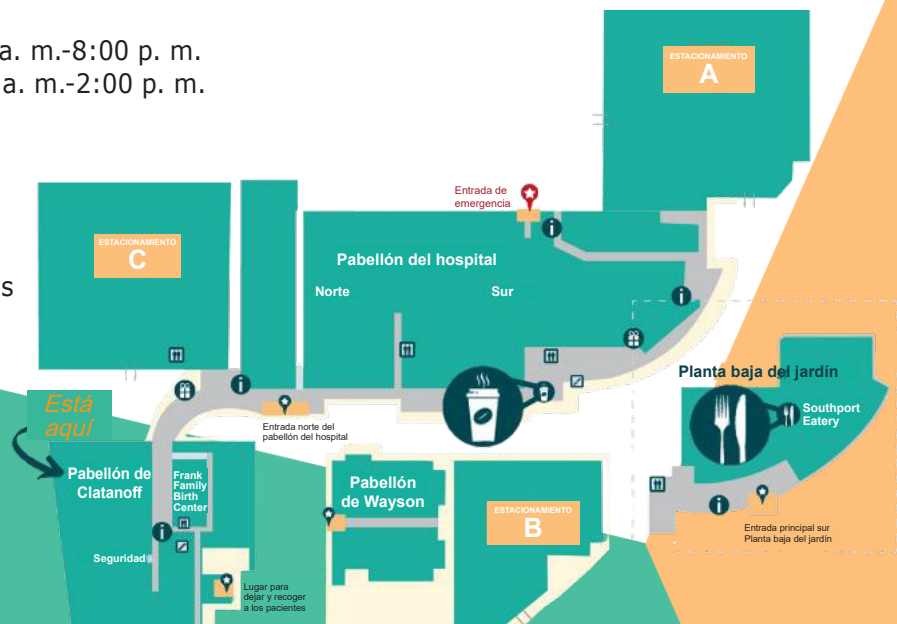 a. m.-8:00 p. m.
a. m.-2:00 p. m.
s
ESTACIONAMIENTO
A
Entrada de
emergencia
ESTACIONAMIENTO
C
Pabellón del hospital
Norte
Sur
Está
aquí
Entrada norte del
pabellón del hospital
Planta baja del jardín
Southport
Eatery
Pabellón de
Clatanoff
Frank
Family
Birth
Center
Pabellón
de Wayson
ESTACIONAMIENTO
B
Entrada principal sur
Planta baja del jardín
Seguridad
Lugar para
dejar y recoger
a los pacientes